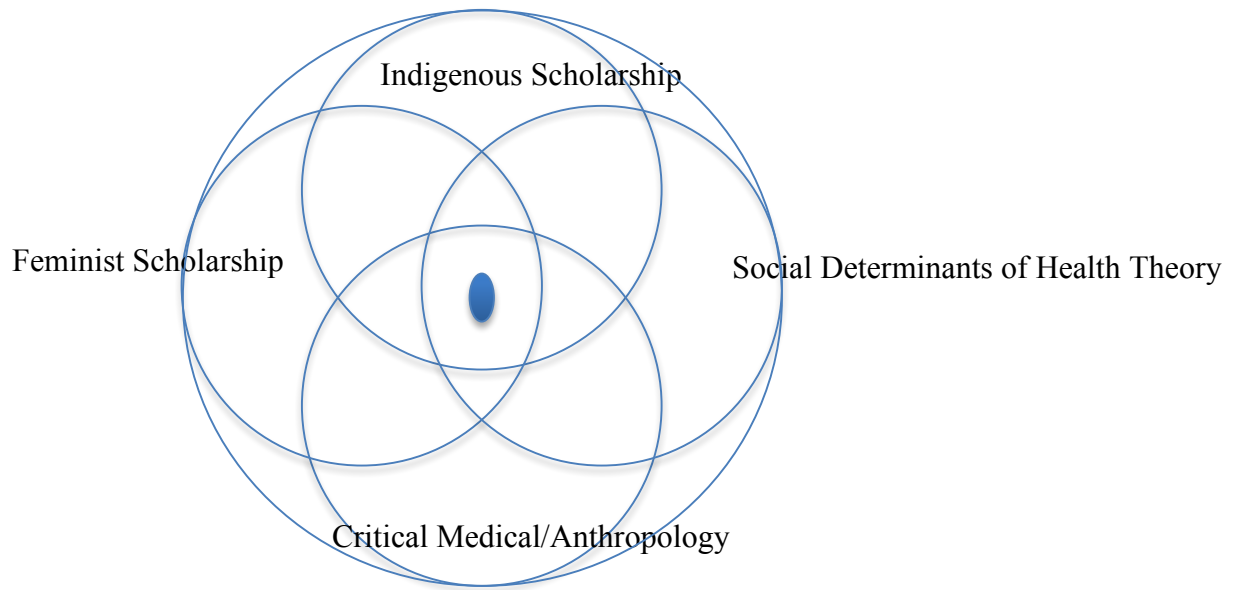 Indigenous Scholarship
Feminist Scholarship
Social Determinants of Health Theory
Critical Medical/Anthropology